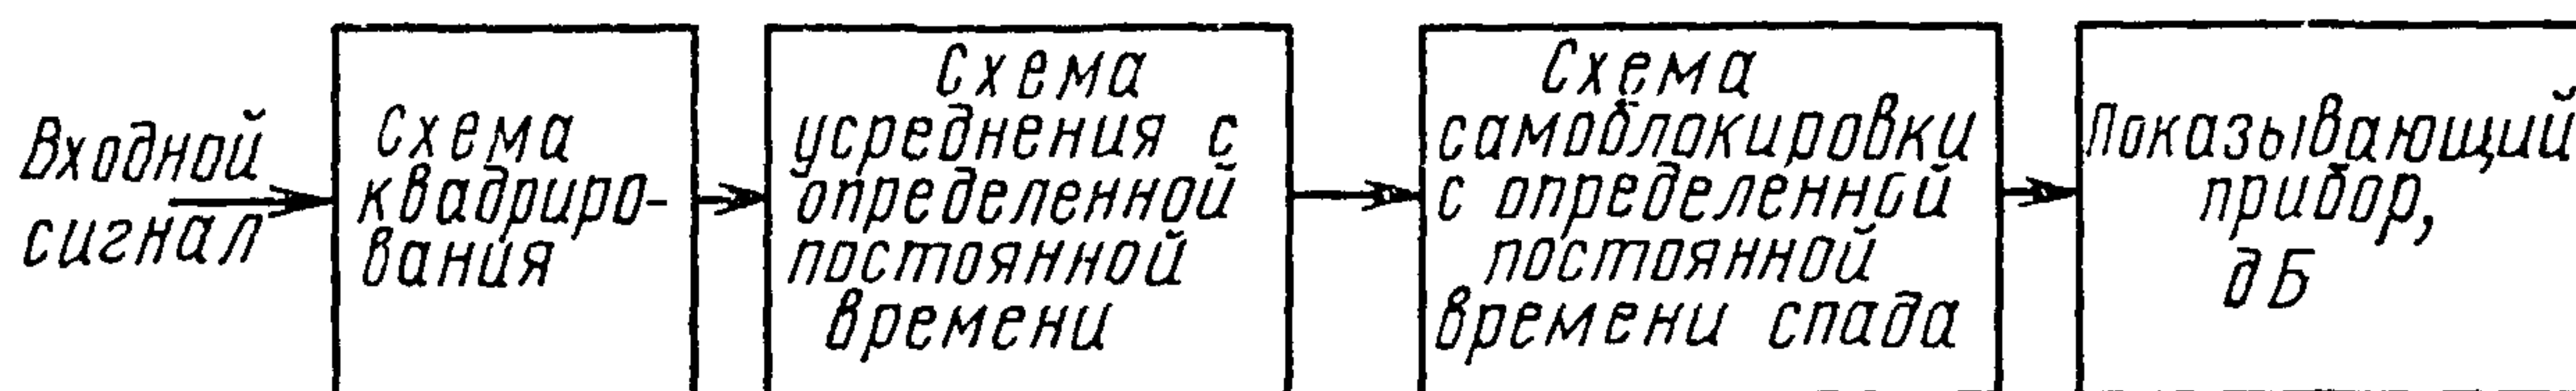 Входной
сигнал
Схема
квадриро-
вания
Схема
усреднения с
определенной
постоянной
времени
Схема
самоблокировки
с определенной
постоянной
времени спада
Показывающий
прибор,
дБ